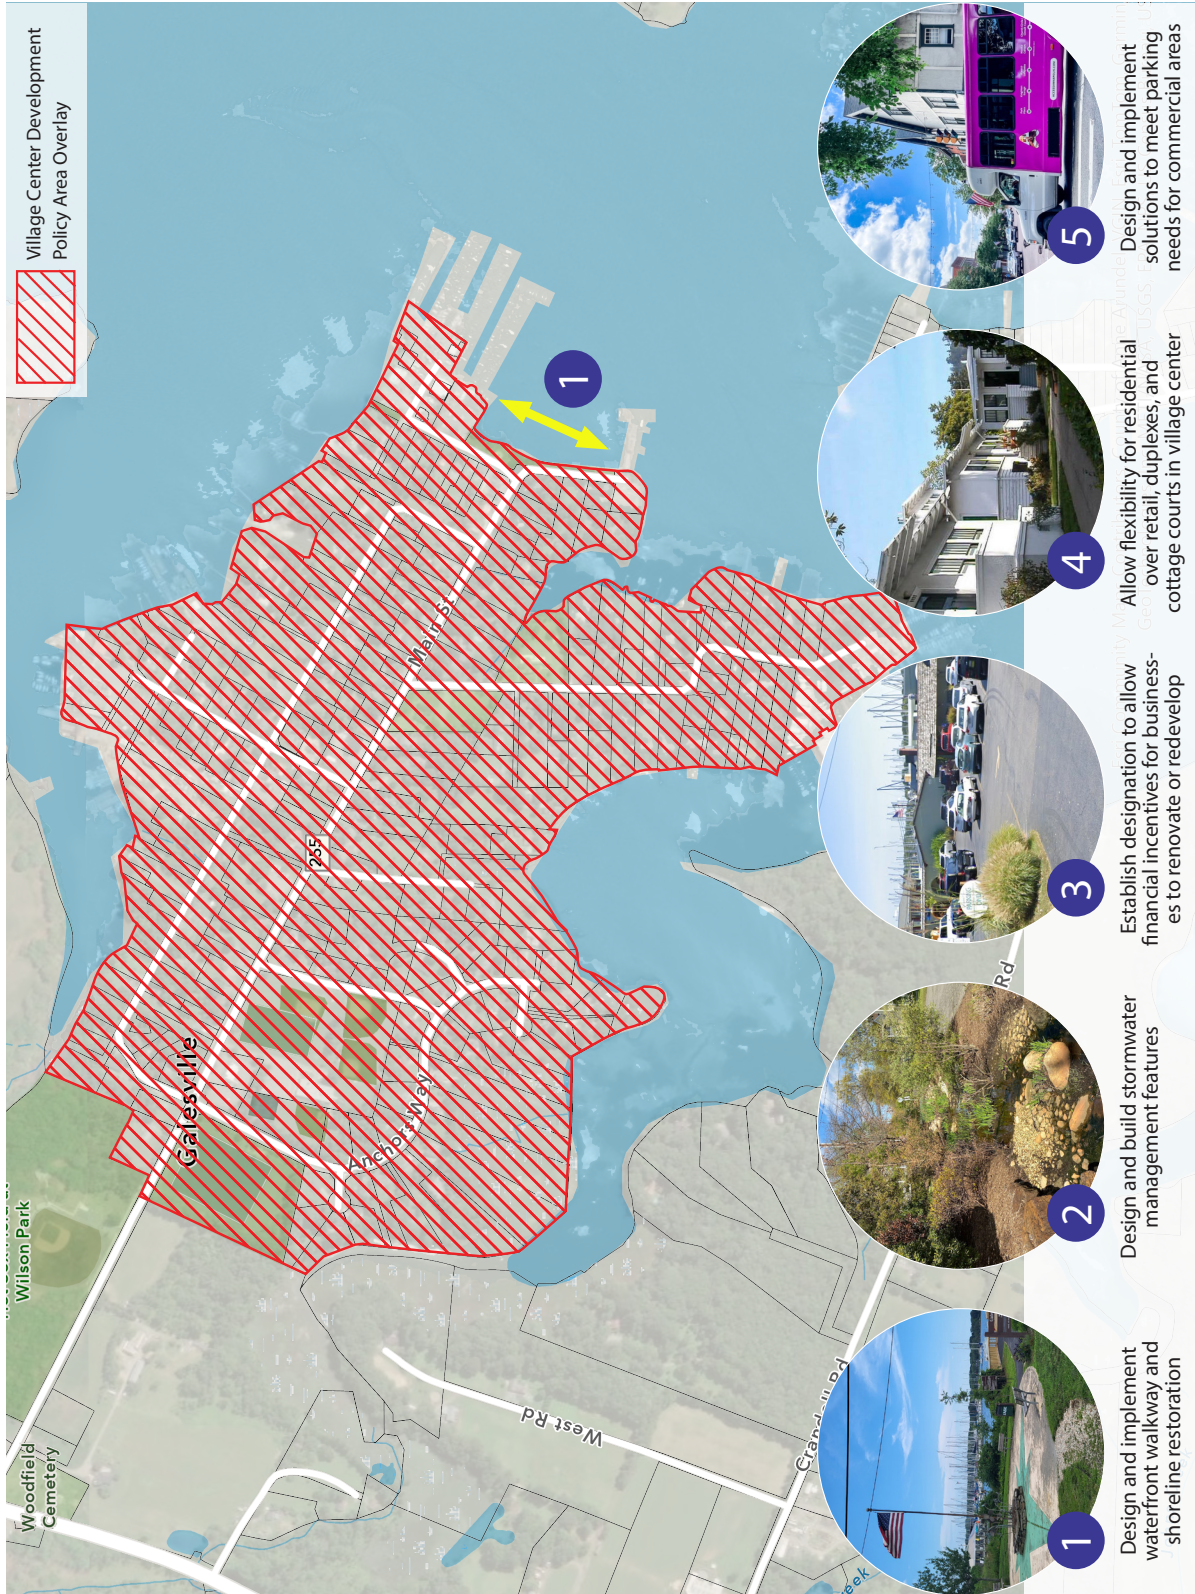 Village Center Development
Policy Area Overlay
Wilson Park
Woodfield
Cemetery
Galesville
255
Main St
Anchors Way
West Rd
Crandell Rd
Rd
1
1
Design and implement
waterfront walkway and
shoreline restoration
2
Design and build stormwater
management features
3
Establish designation to allow
financial incentives for business-
es to renovate or redevelop
4
Allow flexibility for residential
over retail, duplexes, and
cottage courts in village center
5
Design and implement
solutions to meet parking
needs for commercial areas